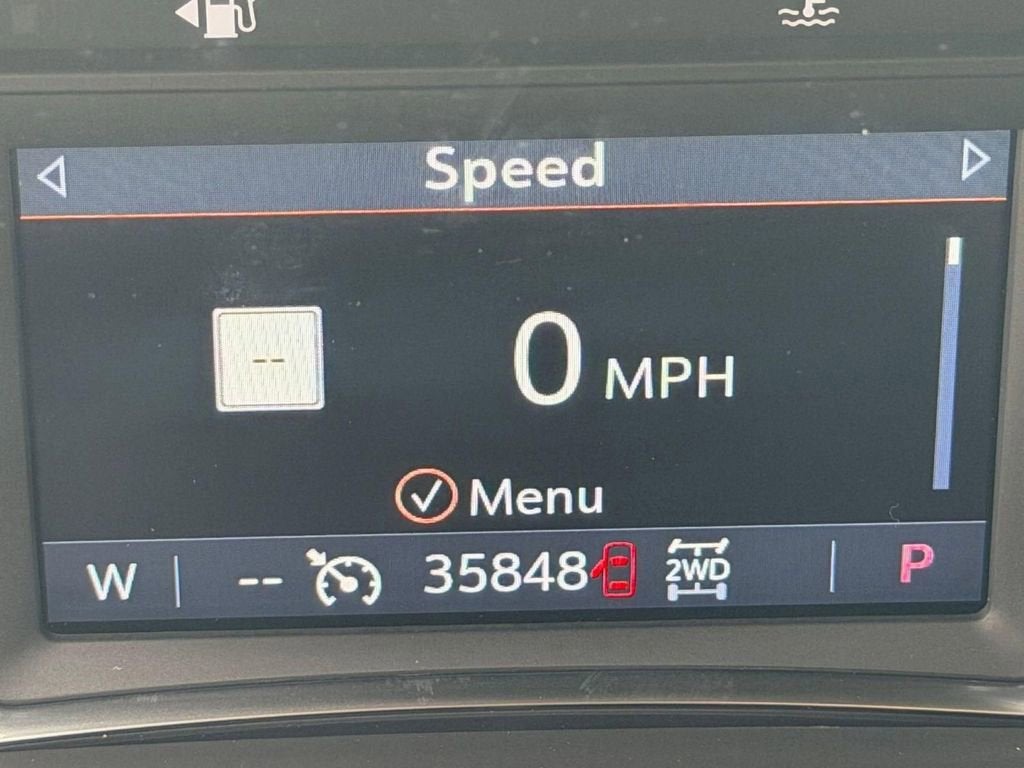 Speed
--
0 MPH
Menu
W -- 35848 2WD P